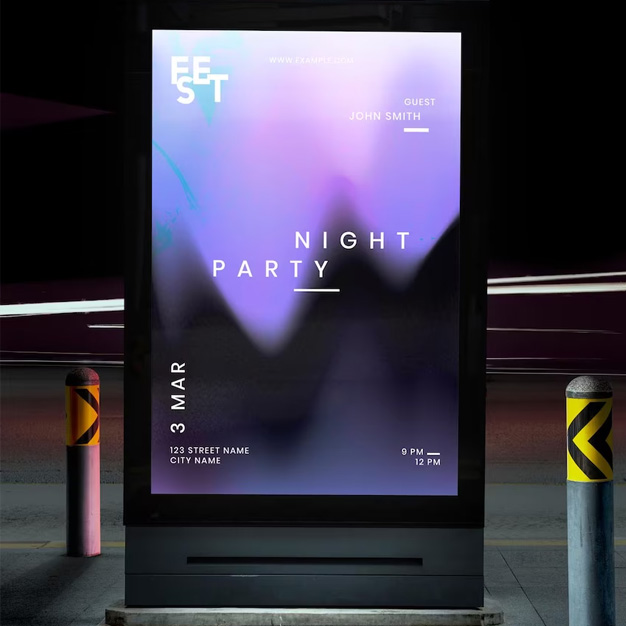 FE
ST
WWW.EXAMPLE.COM
GUEST
JOHN SMITH
NIGHT
PARTY
3 MAR
123 STREET NAME
CITY NAME
9 PM
12 PM